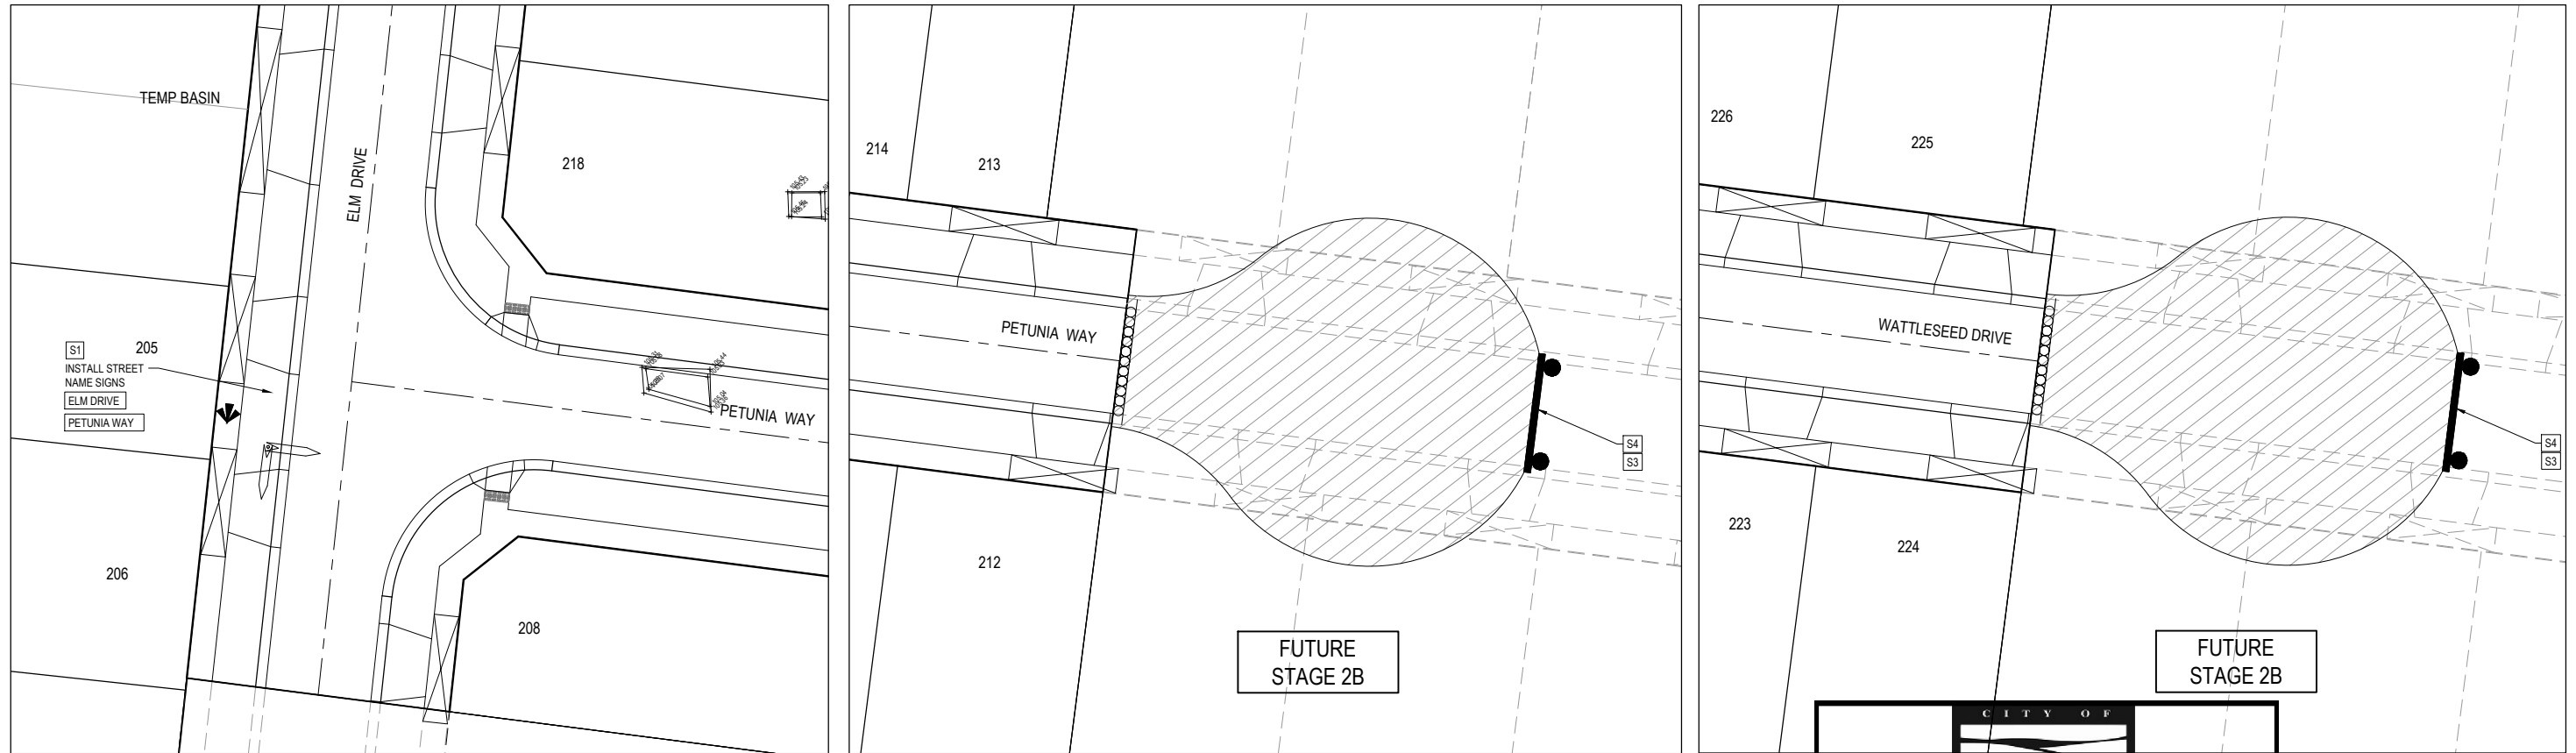 TEMP BASIN
ELM DRIVE
218
S1
205
INSTALL STREET
NAME SIGNS
ELM DRIVE
PETUNIA WAY
PETUNIA WAY
206
208
214
213
PETUNIA WAY
S4
S3
212
FUTURE
STAGE 2B
226
225
WATTLESEED DRIVE
S4
S3
223
224
FUTURE
STAGE 2B
CITY OF